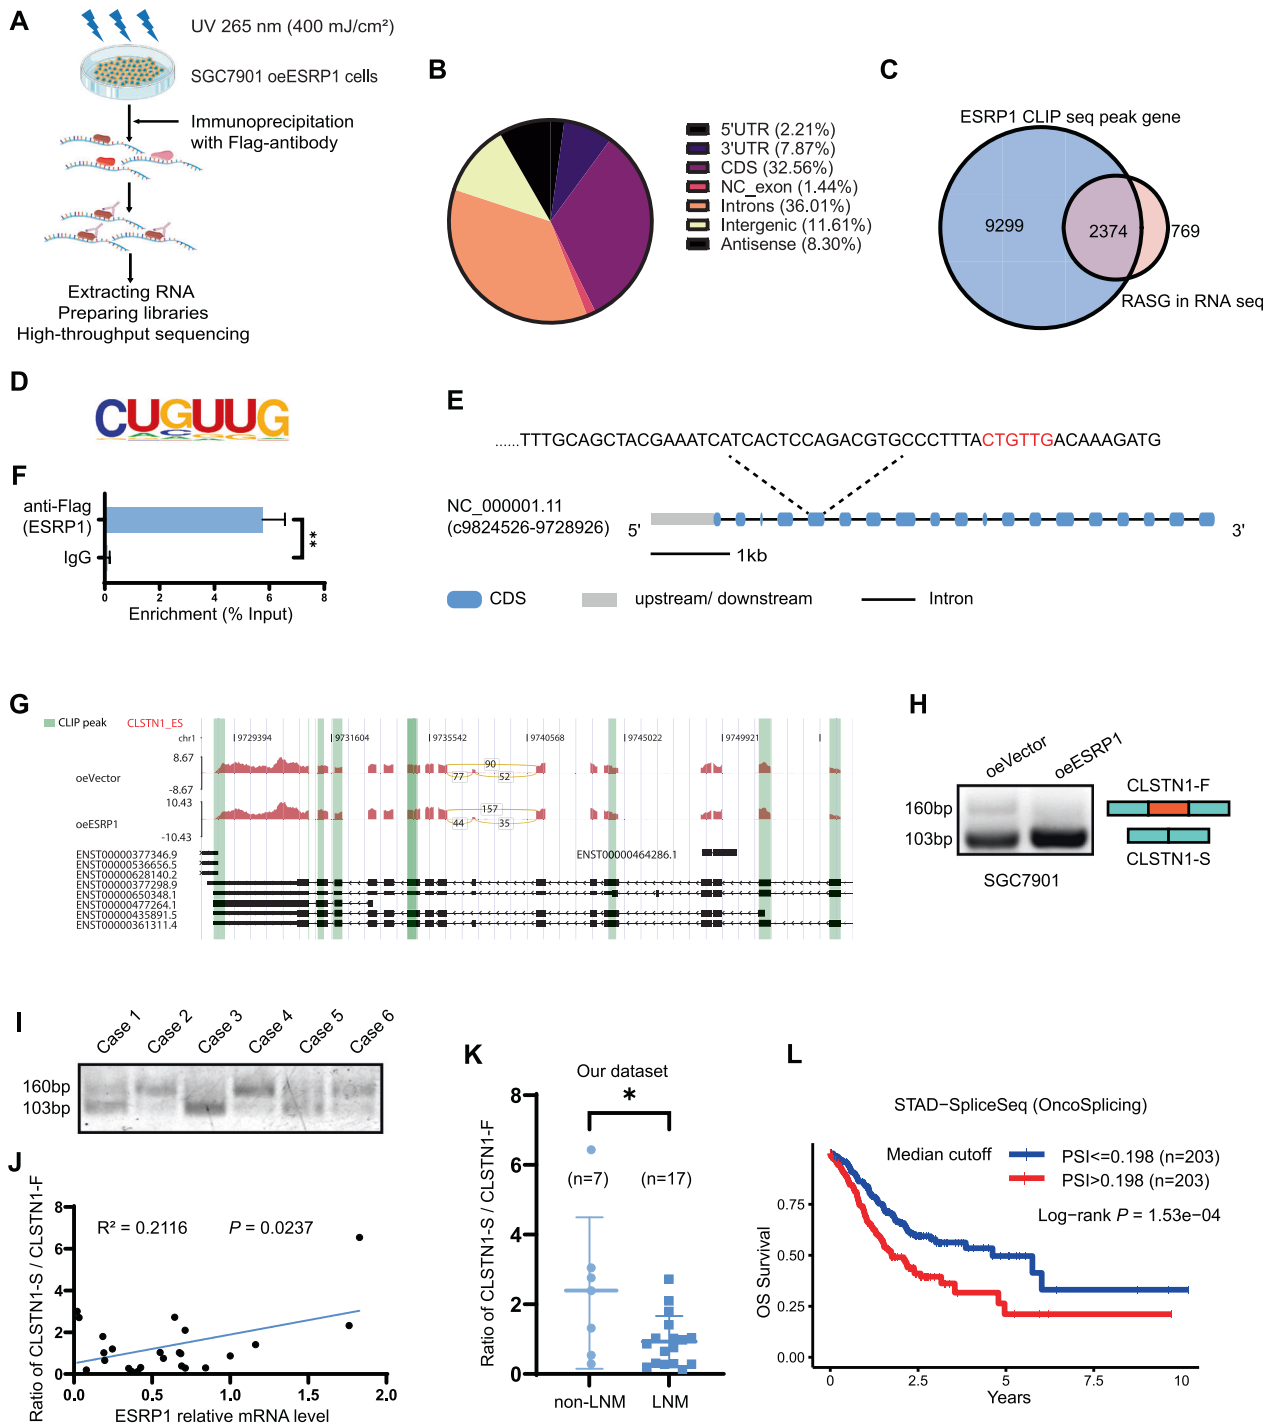 A
UV 265 nm (400 mJ/cm²)
SGC7901 oeESRP1 cells
Immunoprecipitation
with Flag-antibody
Extracting RNA
Preparing libraries
High-throughput sequencing
B
5'UTR (2.21%)
3'UTR (7.87%)
CDS (32.56%)
NC_exon (1.44%)
Introns (36.01%)
Intergenic (11.61%)
Antisense (8.30%)
C
ESRP1 CLIP seq peak gene
9299
2374
769
RASG in RNA seq
D
CUGUUG
E
......TTTGCAGCTACGAAATCATCACTCCAGACGTGCCCTTTACTGTTGACAAAGATG
NC_000001.11
(c9824526-9728926)
5'
3'
1kb
CDS
upstream/ downstream
Intron
F
anti-Flag
(ESRP1)
IgG
**
0 2 4 6 8
Enrichment (% Input)
G
CLIP peak
CLSTN1_ES
chr1
9729394
9731604
9735542
9740568
9745022
9749921
8.67
oeVector
-8.67
90
77
52
10.43
oeESRP1
-10.43
157
44
35
ENST00000377346.9
ENST00000536656.5
ENST00000628140.2
ENST00000377298.9
ENST00000650348.1
ENST00000477264.1
ENST00000435891.5
ENST00000361311.4
ENST00000464286.1
H
oeVector
oeESRP1
160bp
103bp
SGC7901
CLSTN1-F
CLSTN1-S
I
Case 1
Case 2
Case 3
Case 4
Case 5
Case 6
160bp
103bp
J
Ratio of CLSTN1-S / CLSTN1-F
8
6
4
2
0
R² = 0.2116
P = 0.0237
0.0 0.5 1.0 1.5 2.0
ESRP1 relative mRNA level
K
Our dataset
*
(n=7)
(n=17)
Ratio of CLSTN1-S / CLSTN1-F
8
6
4
2
0
non-LNM
LNM
L
STAD−SpliceSeq (OncoSplicing)
Median cutoff
PSI<=0.198 (n=203)
PSI>0.198 (n=203)
Log−rank P = 1.53e−04
OS Survival
0.75
0.50
0.25
0.00
0 2.5 5 7.5 10
Years